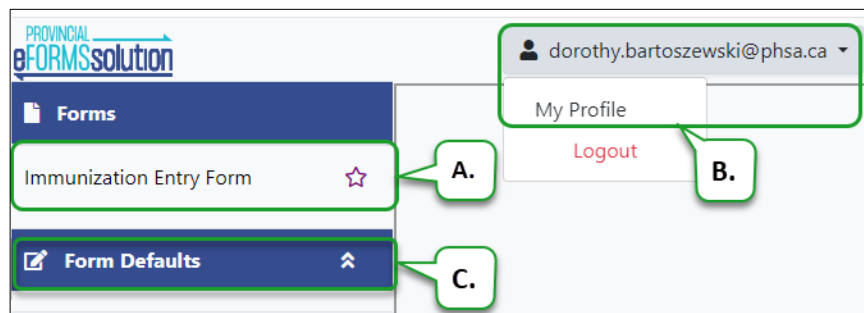 PROVINCIAL
eFORMSsolution
dorothy.bartoszewski@phsa.ca
Forms
My Profile
Immunization Entry Form
A.
Logout
B.
Form Defaults
C.